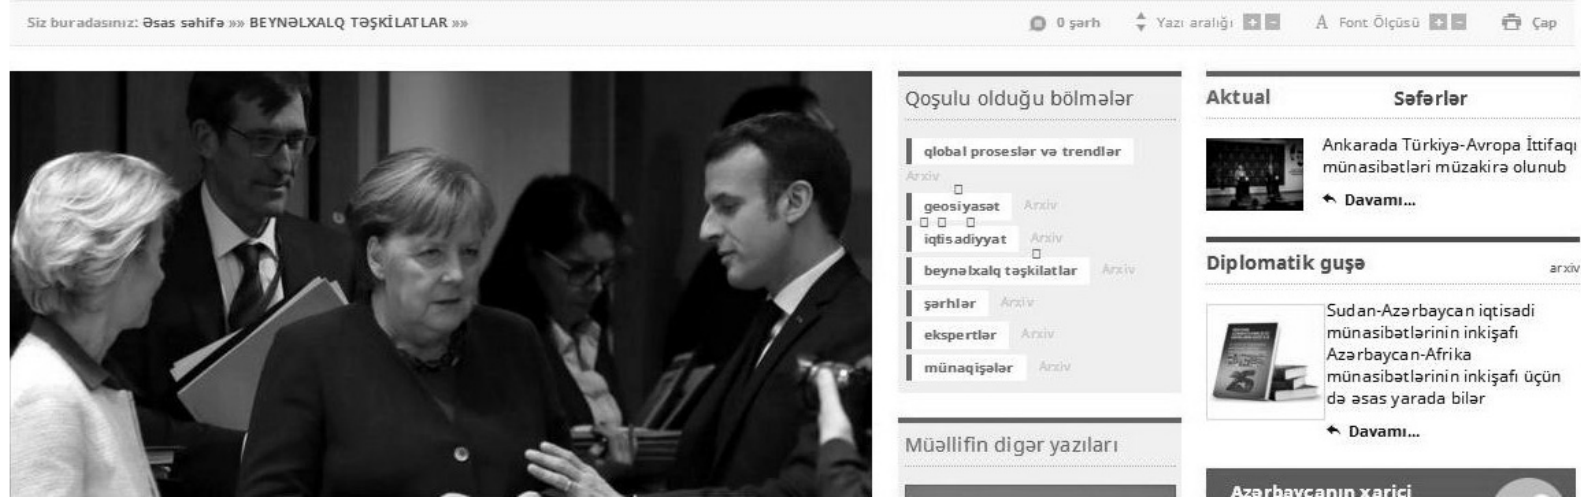 Siz buradasınız: Əsas səhifə »» BEYNƏLXALQ TƏŞKİLATLAR »»
0 şərh
Yazı aralığı + -
A Font Ölçüsü + -
Çap
Qoşulu olduğu bölmələr
qlobal proseslər və trendlər
Arxiv
geosiyasət Arxiv
iqtisadiyyat Arxiv
beynəlxalq təşkilatlar Arxiv
şərhlər Arxiv
ekspertlər Arxiv
münaqişələr Arxiv
Müəllifin digər yazıları
Aktual Səfərlər
Ankarada Türkiyə-Avropa İttifaqı
münasibətləri müzakirə olunub
Davamı...
Diplomatik guşə arxiv
Sudan-Azərbaycan iqtisadi
münasibətlərinin inkişafı
Azərbaycan-Afrika
münasibətlərinin inkişafı üçün
də əsas yarada bilər
25
Davamı...
Azərbaycanın xarici